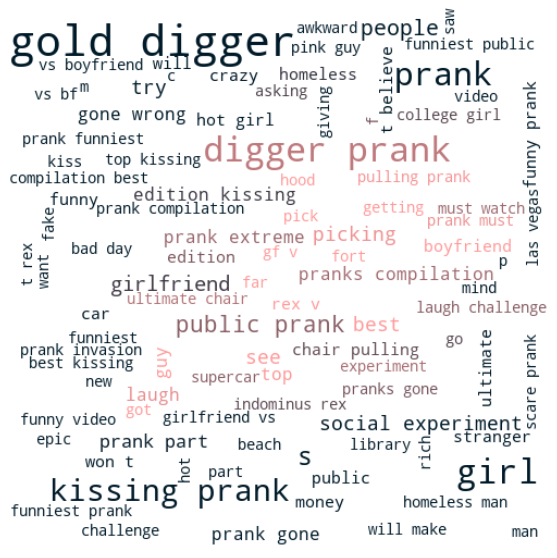 gold digger
awkward
people
saw
pink guy
funniest public
vs boyfriend
will
c
crazy
homeless
prank
t believe
vs bf
m
try
asking
video
giving
gone wrong
hot girl
f
college girl
funny prank
prank funniest
digger prank
kiss
top kissing
compilation best
hood
pulling prank
funny
edition kissing
prank compilation
pick
getting
must watch
prank must
las vegas
fake
want
t rex
bad day
prank extreme
picking
edition
gf v
fort
boyfriend
p
girlfriend
far
pranks compilation
mind
ultimate chair
rex v
laugh challenge
car
public prank
best
go
funniest
prank invasion
guy
see
chair pulling
ultimate
scare prank
best kissing
new
supercar
top
experiment
pranks gone
laugh
got
indominus rex
funny video
girlfriend vs
social experiment
epic
prank part
beach
library
rich
stranger
won t
hot
part
s
public
girl
kissing prank
money
homeless man
funniest prank
challenge
prank gone
will make
man